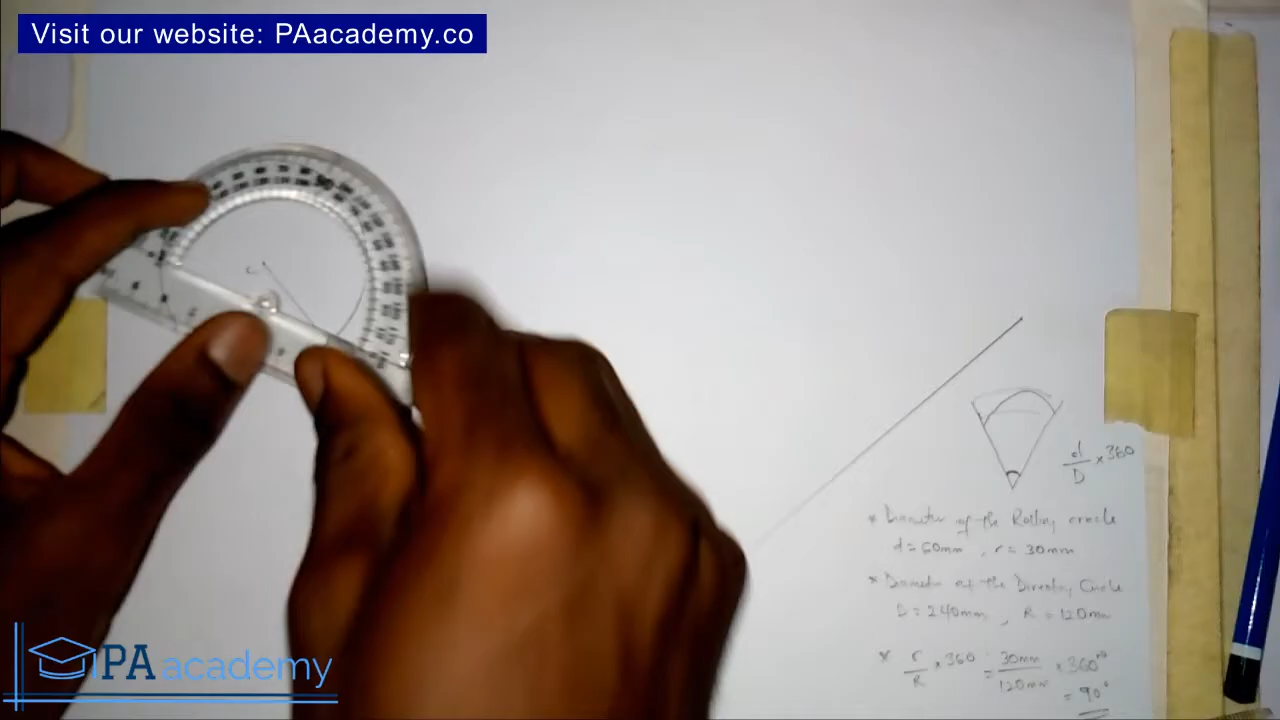 Visit our website: PAacademy.co
C
d/D × 360
* Diameter of the Rolling circle
d = 60mm , r = 30mm
* Diameter of the Directing Circle
D = 240mm , R = 120mm
* r/R × 360 = 30mm/120mm × 360°
= 90°
PA academy